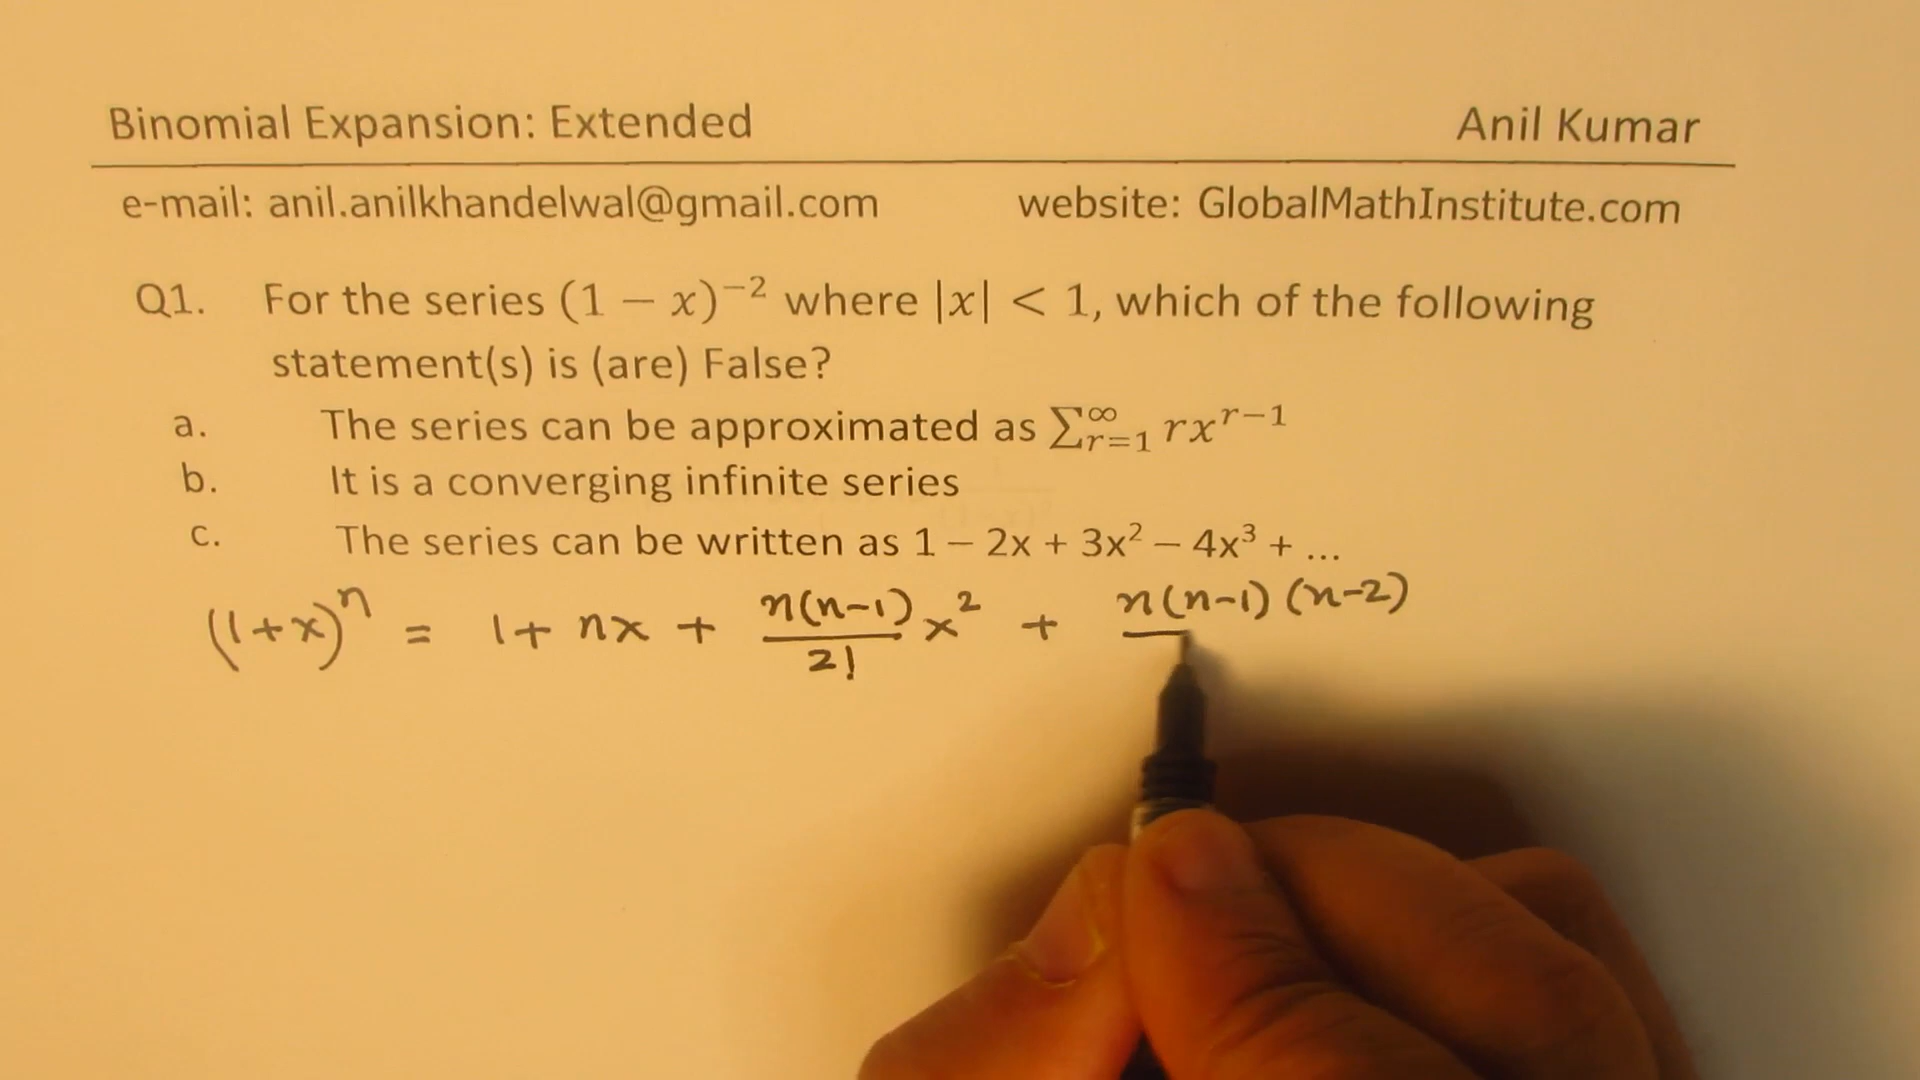 Binomial Expansion: Extended Anil Kumar
e-mail: anil.anilkhandelwal@gmail.com website: GlobalMathInstitute.com
Q1. For the series (1 − x)⁻² where |x| < 1, which of the following
statement(s) is (are) False?
a. The series can be approximated as ∑_{r=1}^{∞} rx^{r−1}
b. It is a converging infinite series
c. The series can be written as 1 – 2x + 3x² – 4x³ + ...
(1+x)^n = 1 + nx + n(n-1)/2! x² + n(n-1)(n-2)